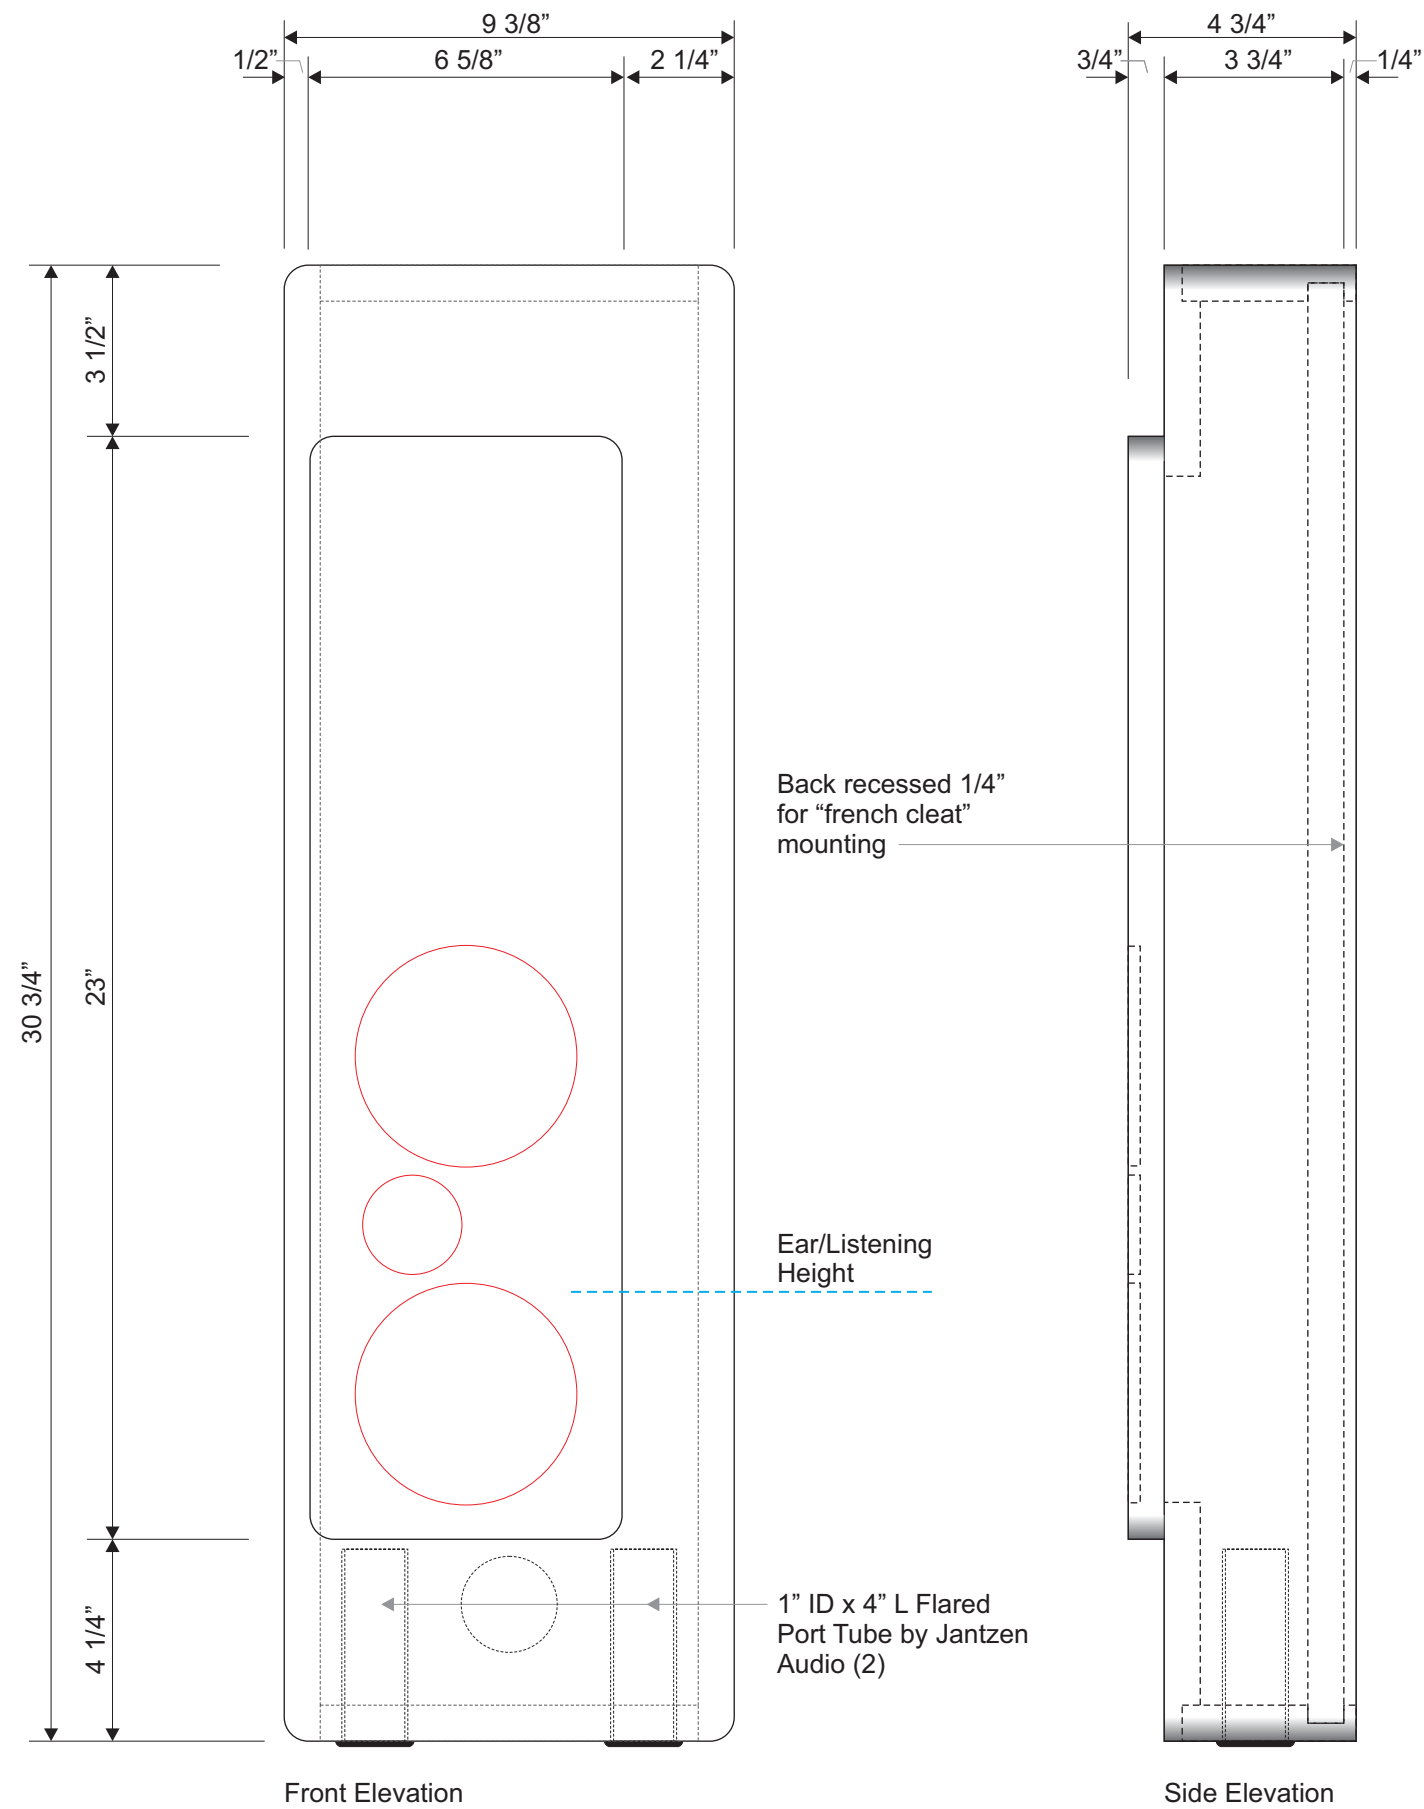 9 3/8”
1/2”
6 5/8”
2 1/4”
4 3/4”
3/4”
3 3/4”
1/4”
3 1/2”
23”
30 3/4”
4 1/4”
Back recessed 1/4”
for “french cleat”
mounting
Ear/Listening
Height
1” ID x 4” L Flared
Port Tube by Jantzen
Audio (2)
Front Elevation
Side Elevation